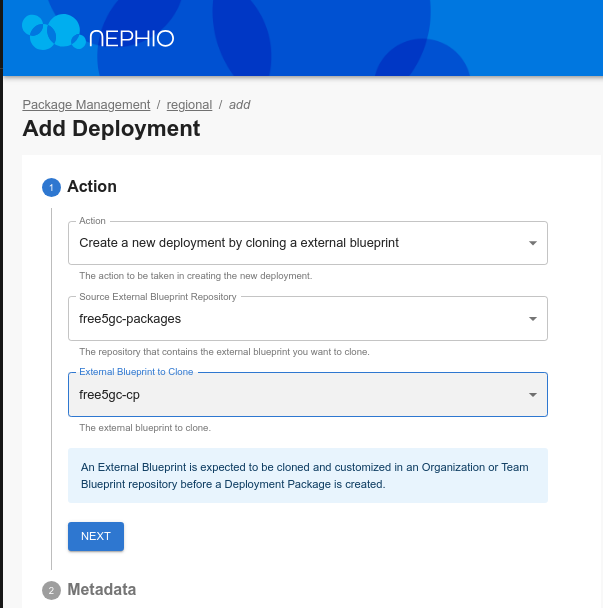 NEPHIO
Package Management / regional / add
Add Deployment
1 Action
Action
Create a new deployment by cloning a external blueprint
The action to be taken in creating the new deployment.
Source External Blueprint Repository
free5gc-packages
The repository that contains the external blueprint you want to clone.
External Blueprint to Clone
free5gc-cp
The external blueprint to clone.
An External Blueprint is expected to be cloned and customized in an Organization or Team
Blueprint repository before a Deployment Package is created.
NEXT
2 Metadata